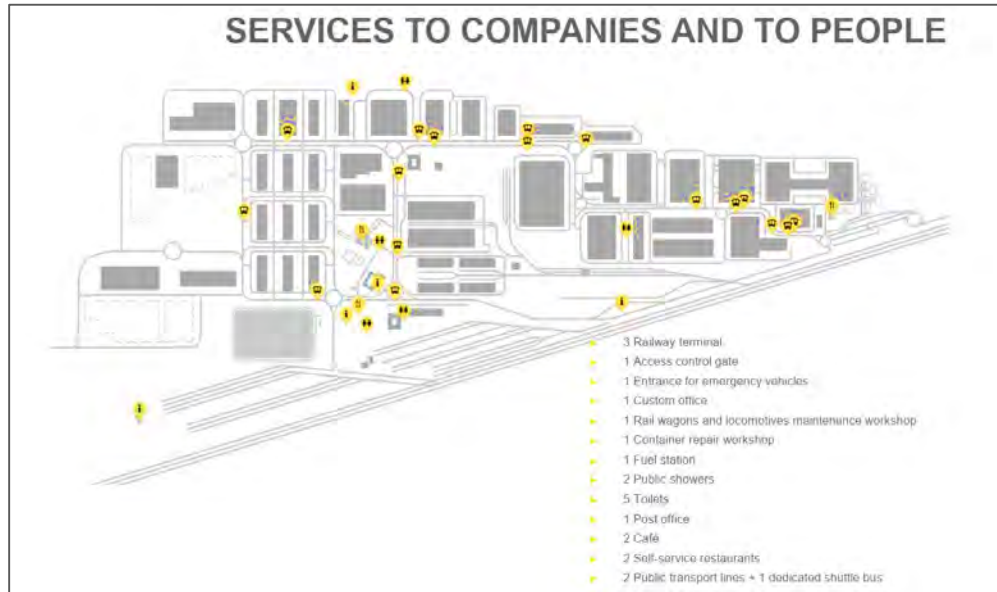 SERVICES TO COMPANIES AND TO PEOPLE
3 Railway terminal
1 Access control gate
1 Entrance for emergency vehicles
1 Custom office
1 Rail wagons and locomotives maintenance workshop
1 Container repair workshop
1 Fuel station
2 Public showers
5 Toilets
1 Post office
2 Café
2 Self-service restaurants
2 Public transport lines + 1 dedicated shuttle bus